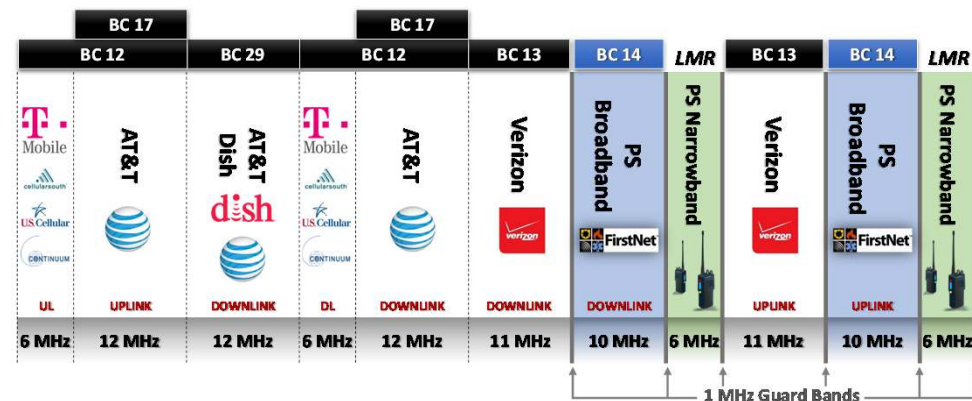 BC 17
BC 17
BC 12
BC 29
BC 12
BC 13
BC 14
LMR
BC 13
BC 14
LMR
T
Mobile
cellularsouth
U.S. Cellular
CONTINUUM
AT&T
AT&T
Dish
dish
T
Mobile
cellularsouth
U.S. Cellular
CONTINUUM
AT&T
Verizon
verizon
PS
Broadband
FirstNet
PS Narrowband
Verizon
verizon
PS
Broadband
FirstNet
PS Narrowband
UL
UPLINK
DOWNLINK
DL
DOWNLINK
DOWNLINK
DOWNLINK
UPLINK
UPLINK
6 MHz
12 MHz
12 MHz
6 MHz
12 MHz
11 MHz
10 MHz
6 MHz
11 MHz
10 MHz
6 MHz
1 MHz Guard Bands